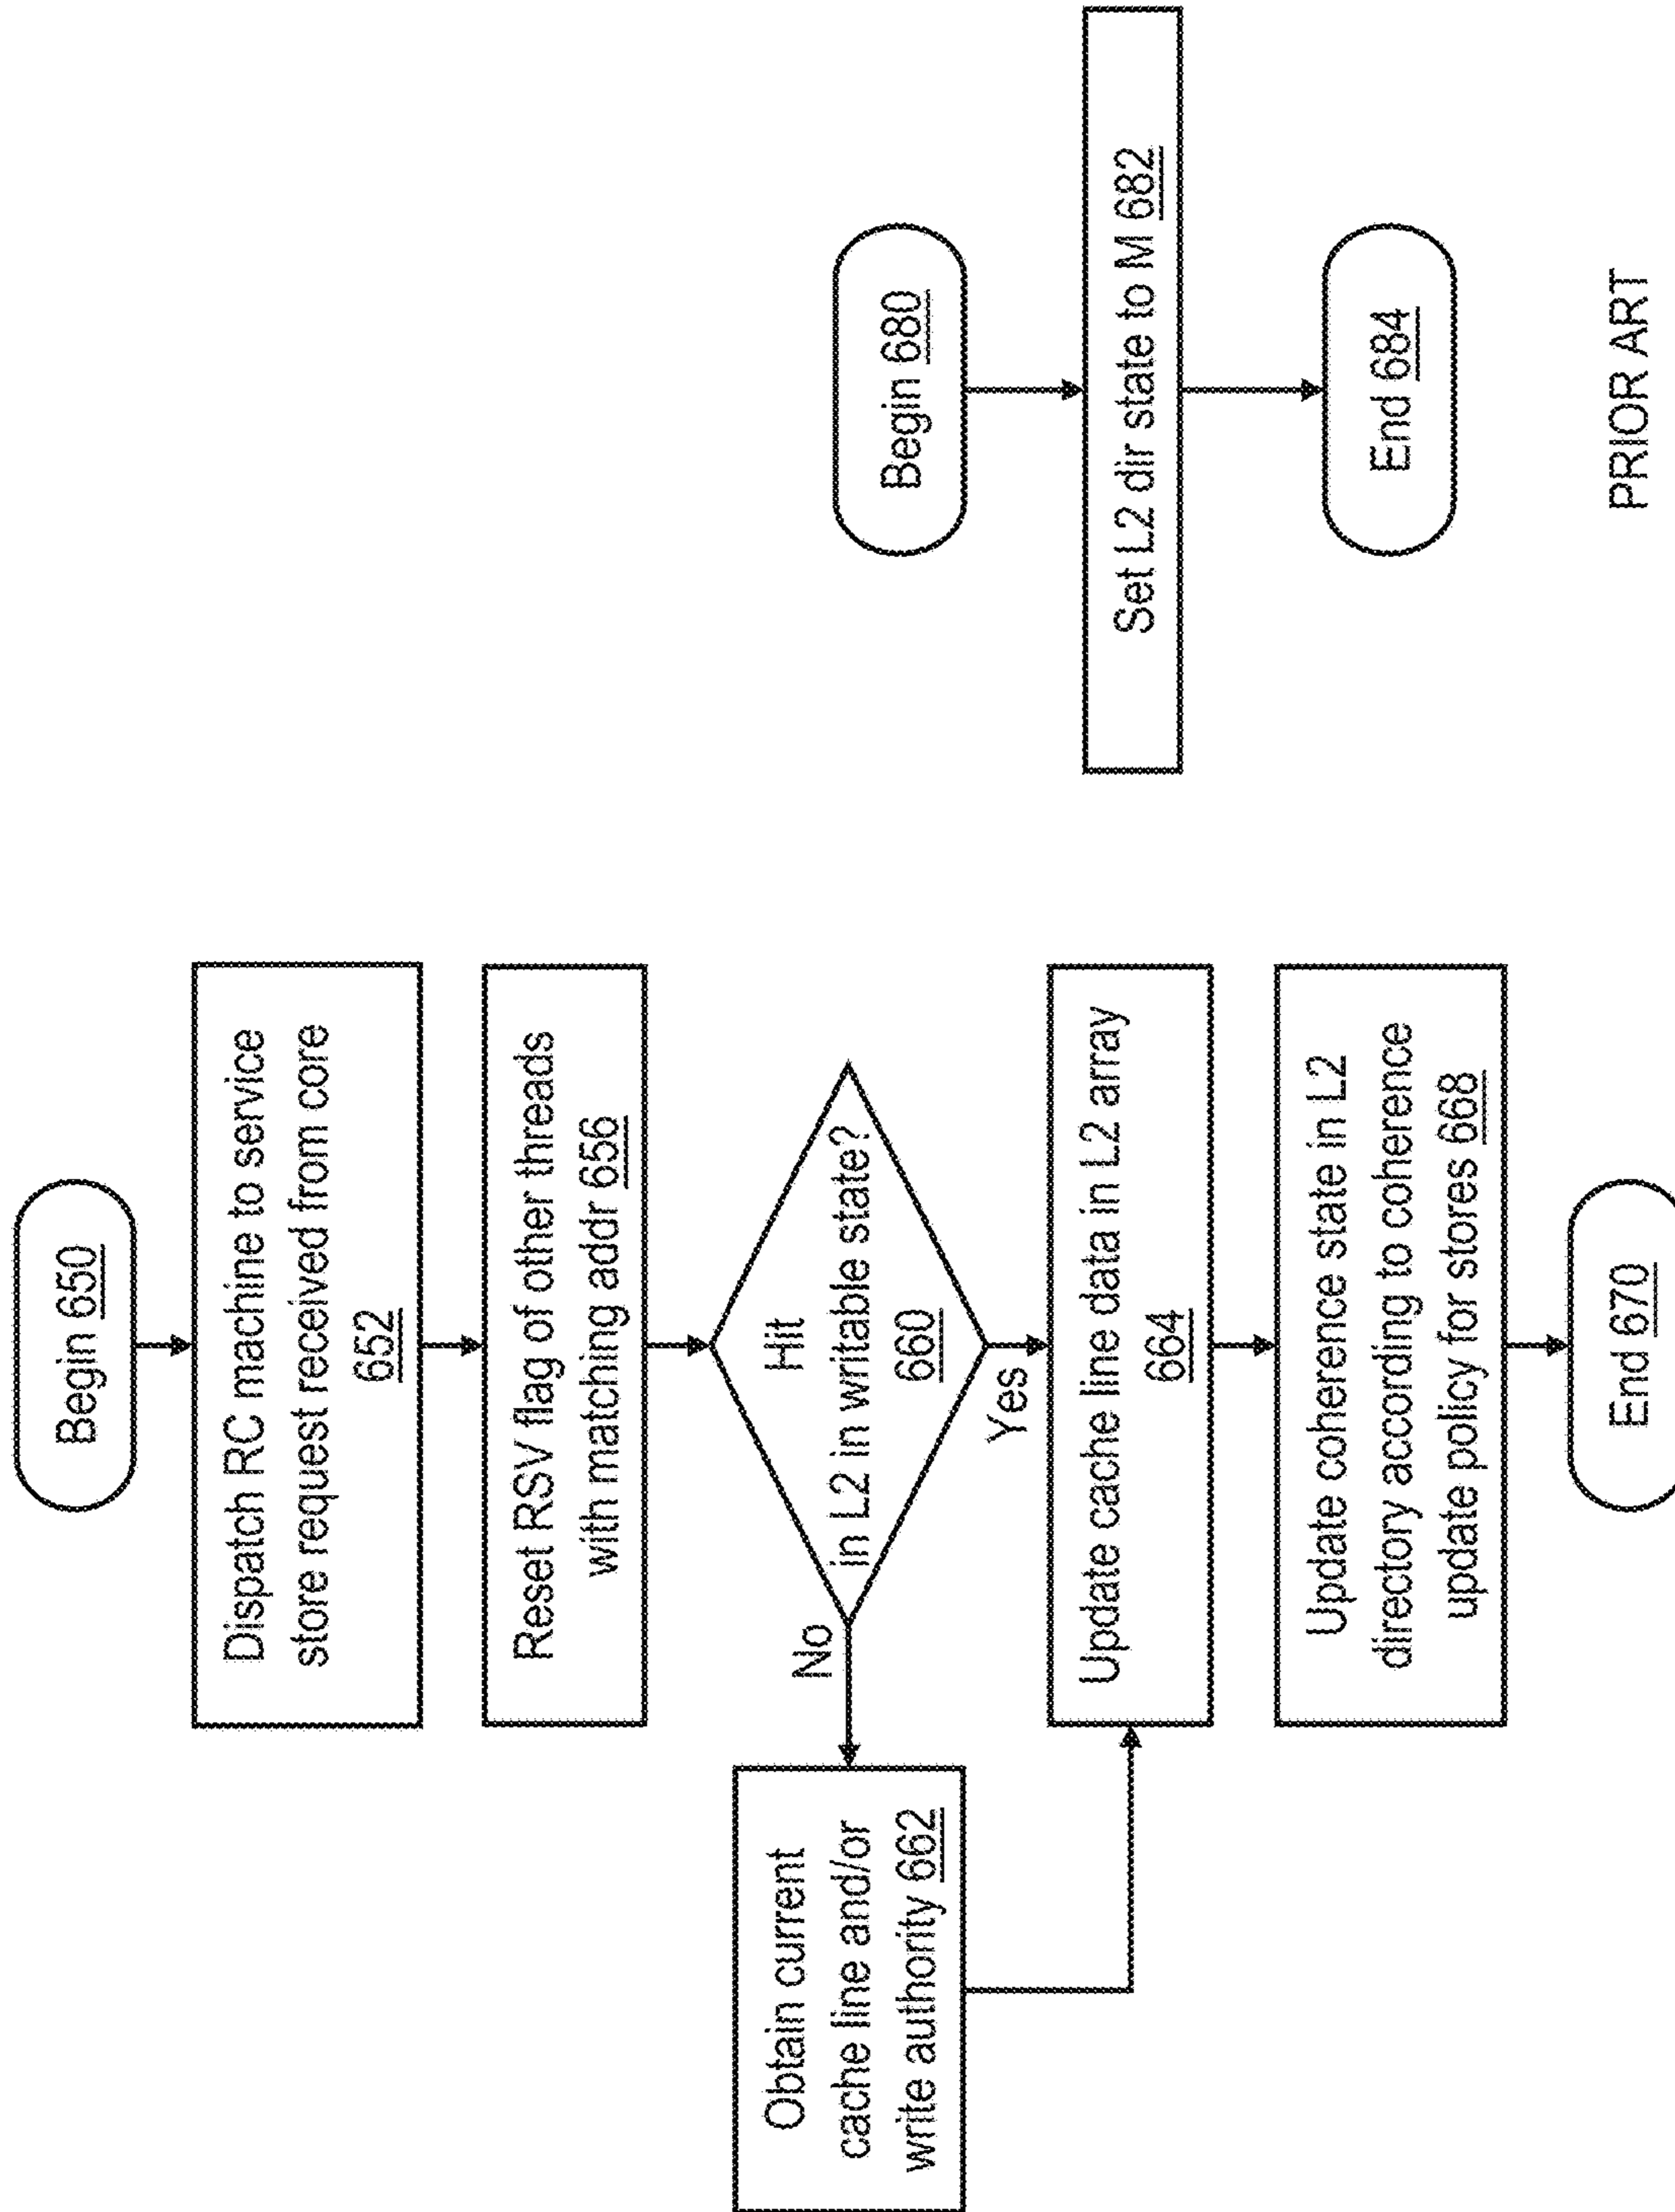 Begin 650
Dispatch RC machine to service
store request received from core
652
Reset RSV flag of other threads
with matching addr 656
Hit
in L2 in writable state?
660
No
Yes
Obtain current
cache line and/or
write authority 662
Update cache line data in L2 array
664
Update coherence state in L2
directory according to coherence
update policy for stores 668
End 670
Begin 680
Set L2 dir state to M 682
End 684
PRIOR ART